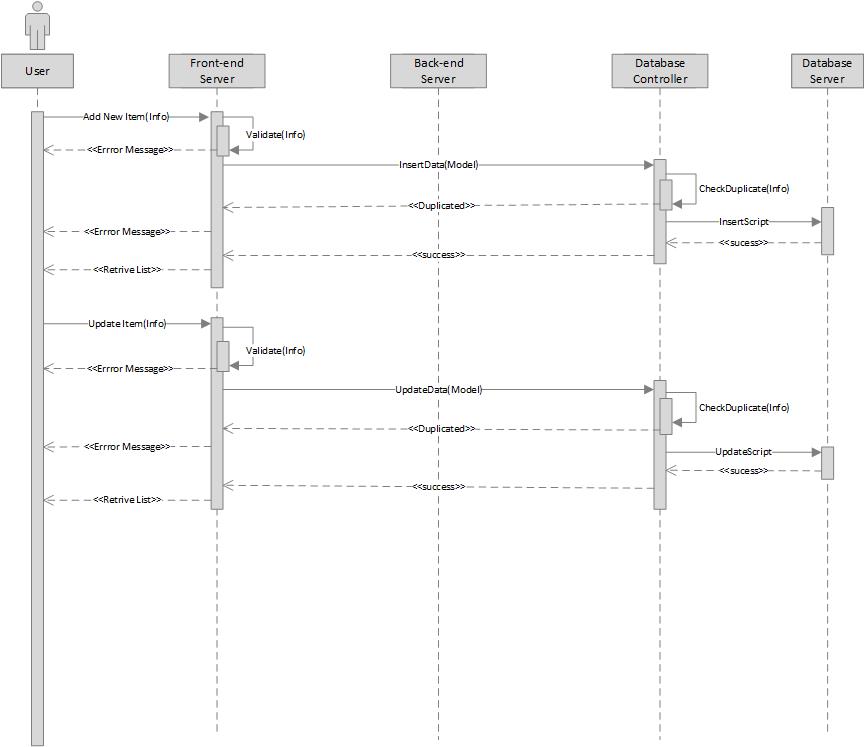 User
Front-end
Server
Back-end
Server
Database
Controller
Database
Server
Add New Item(Info)
Validate(Info)
<<Errror Message>>
InsertData(Model)
CheckDuplicate(Info)
<<Duplicated>>
InsertScript
<<Errror Message>>
<<sucess>>
<<success>>
<<Retrive List>>
Update Item(Info)
Validate(Info)
<<Errror Message>>
UpdateData(Model)
CheckDuplicate(Info)
<<Duplicated>>
<<Errror Message>>
UpdateScript
<<sucess>>
<<success>>
<<Retrive List>>